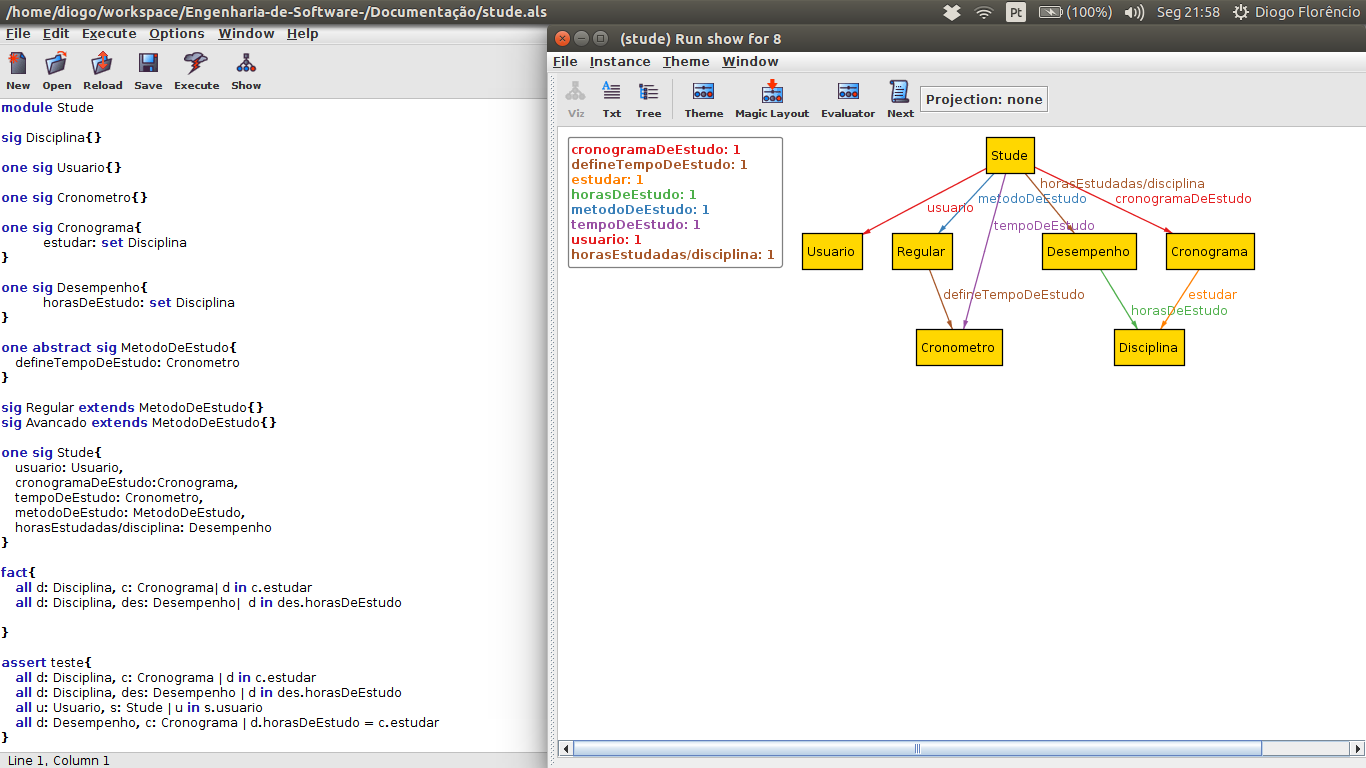 /home/diogo/workspace/Engenharia-de-Software-/Documentação/stude.als
Pt (100%) Seg 21:58 Diogo Florêncio
File Edit Execute Options Window Help
New Open Reload Save Execute Show
module Stude
sig Disciplina{}
one sig Usuario{}
one sig Cronometro{}
one sig Cronograma{
estudar: set Disciplina
}
one sig Desempenho{
horasDeEstudo: set Disciplina
}
one abstract sig MetodoDeEstudo{
defineTempoDeEstudo: Cronometro
}
sig Regular extends MetodoDeEstudo{}
sig Avancado extends MetodoDeEstudo{}
one sig Stude{
usuario: Usuario,
cronogramaDeEstudo:Cronograma,
tempoDeEstudo: Cronometro,
metodoDeEstudo: MetodoDeEstudo,
horasEstudadas/disciplina: Desempenho
}
fact{
all d: Disciplina, c: Cronograma| d in c.estudar
all d: Disciplina, des: Desempenho| d in des.horasDeEstudo
}
assert teste{
all d: Disciplina, c: Cronograma | d in c.estudar
all d: Disciplina, des: Desempenho | d in des.horasDeEstudo
all u: Usuario, s: Stude | u in s.usuario
all d: Desempenho, c: Cronograma | d.horasDeEstudo = c.estudar
}
Line 1, Column 1
(stude) Run show for 8
File Instance Theme Window
Viz Txt Tree Theme Magic Layout Evaluator Next Projection: none
cronogramaDeEstudo: 1
defineTempoDeEstudo: 1
estudar: 1
horasDeEstudo: 1
metodoDeEstudo: 1
tempoDeEstudo: 1
usuario: 1
horasEstudadas/disciplina: 1
Stude
horasEstudadas/disciplina
metodoDeEstudo cronogramaDeEstudo
usuario
tempoDeEstudo
Usuario Regular Desempenho Cronograma
defineTempoDeEstudo estudar
horasDeEstudo
Cronometro Disciplina